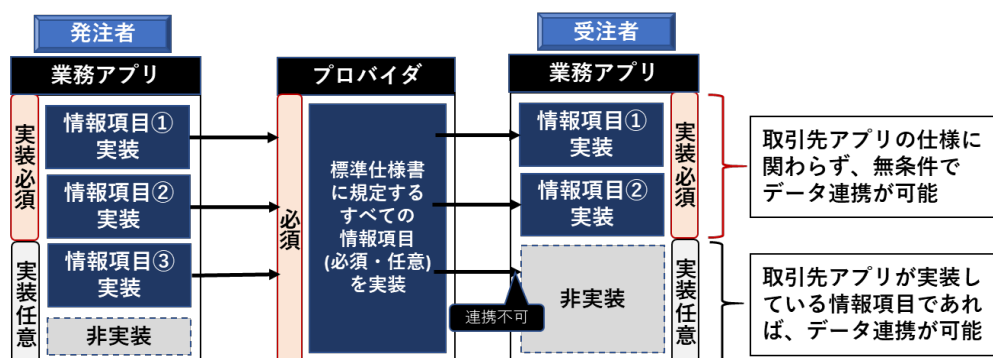 発注者
業務アプリ
実装必須
情報項目①
実装
情報項目②
実装
実装任意
情報項目③
実装
非実装
プロバイダ
必須
標準仕様書
に規定する
すべての
情報項目
(必須・任意)
を実装
受注者
業務アプリ
情報項目①
実装
情報項目②
実装
実装必須
非実装
連携不可
実装任意
取引先アプリの仕様に
関わらず、無条件で
データ連携が可能
取引先アプリが実装し
ている情報項目であれ
ば、データ連携が可能